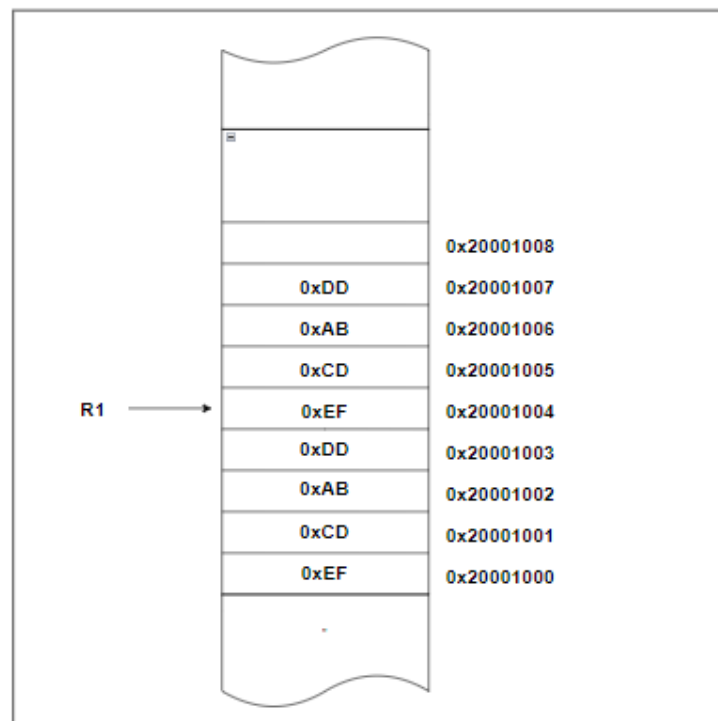 0x20001008
0xDD 0x20001007
0xAB 0x20001006
0xCD 0x20001005
R1 0xEF 0x20001004
0xDD 0x20001003
0xAB 0x20001002
0xCD 0x20001001
0xEF 0x20001000